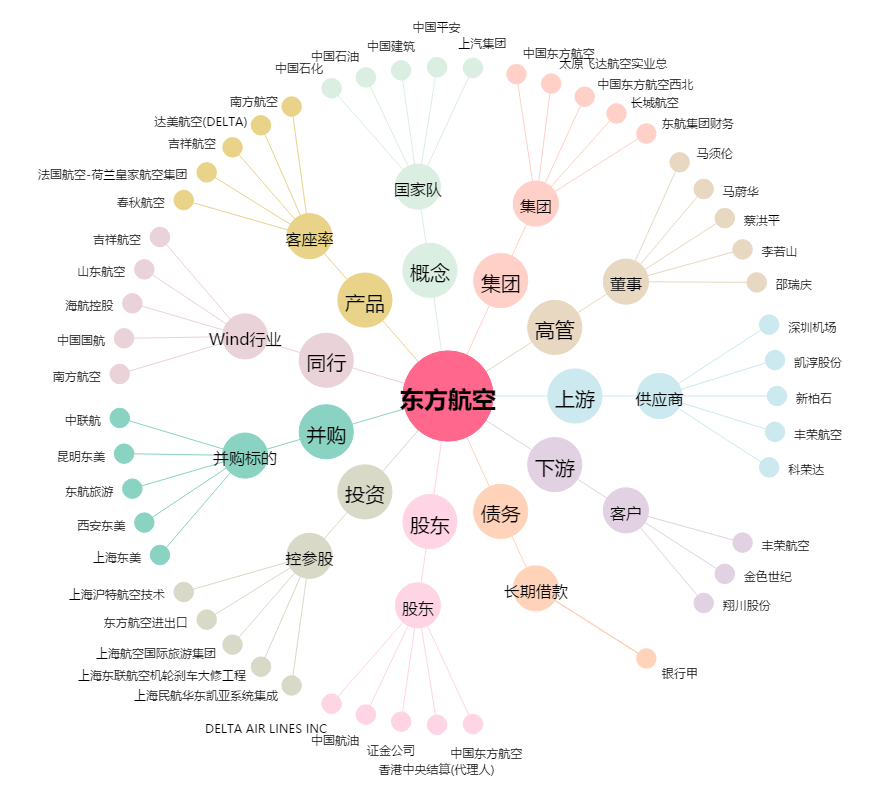 中国平安
上汽集团
中国建筑
中国石油
中国石化
中国东方航空
太原飞达航空实业总
中国东方航空西北
长城航空
东航集团财务
南方航空
达美航空(DELTA)
吉祥航空
法国航空-荷兰皇家航空集团
春秋航空
国家队
集团
客座率
概念
集团
产品
马须伦
马蔚华
蔡洪平
李若山
邵瑞庆
董事
高管
吉祥航空
山东航空
海航控股
中国国航
南方航空
Wind行业
同行
东方航空
上游
供应商
深圳机场
凯淳股份
新柏石
丰荣航空
科荣达
中联航
昆明东美
东航旅游
西安东美
上海东美
并购标的
并购
下游
客户
丰荣航空
金色世纪
翔川股份
投资
控参股
上海沪特航空技术
东方航空进出口
上海航空国际旅游集团
上海东联航空机轮刹车大修工程
上海民航华东凯亚系统集成
股东
股东
债务
长期借款
银行甲
DELTA AIR LINES INC
中国航油
证金公司
香港中央结算(代理人)
中国东方航空